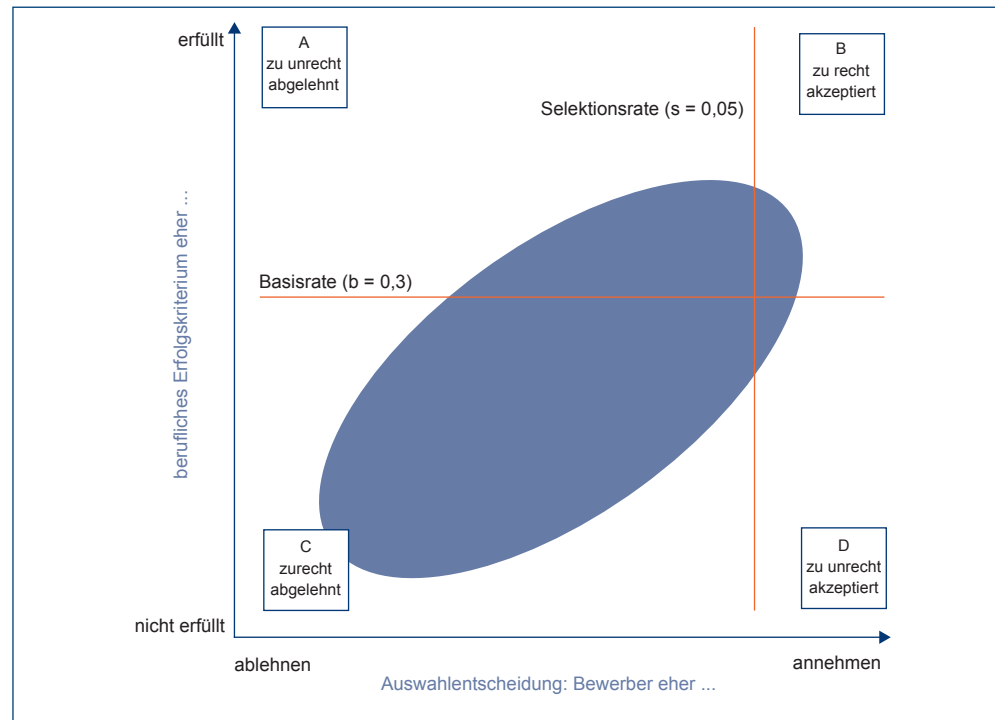 erfüllt
A
zu unrecht
abgelehnt
B
zu recht
akzeptiert
Selektionsrate (s = 0,05)
Basisrate (b = 0,3)
berufliches Erfolgskriterium eher ...
C
zurecht
abgelehnt
D
zu unrecht
akzeptiert
nicht erfüllt
ablehnen
annehmen
Auswahlentscheidung: Bewerber eher ...